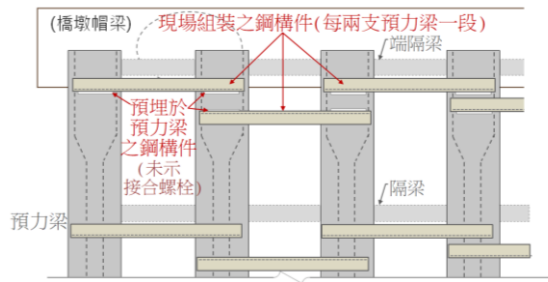 (橋墩帽梁)
現場組裝之鋼構件(每兩支預力梁一段)
端隔梁
預埋於
預力梁
之鋼構件
(未示
接合螺栓)
隔梁
預力梁